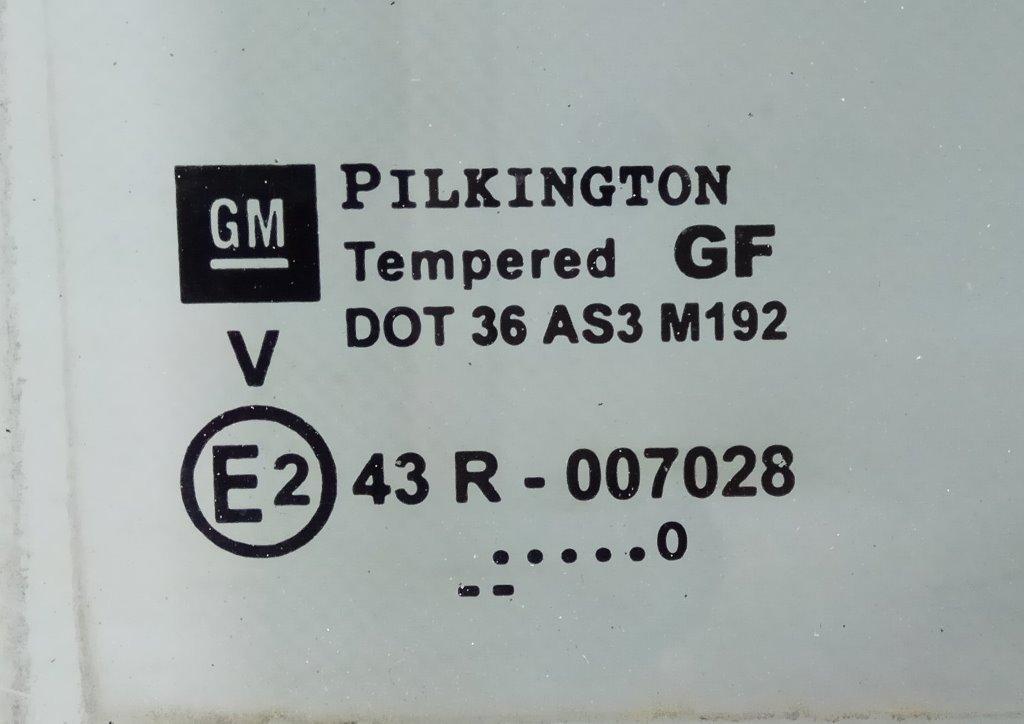 GM PILKINGTON
Tempered GF
DOT 36 AS3 M192
V
E2 43 R - 007028
.....0
--